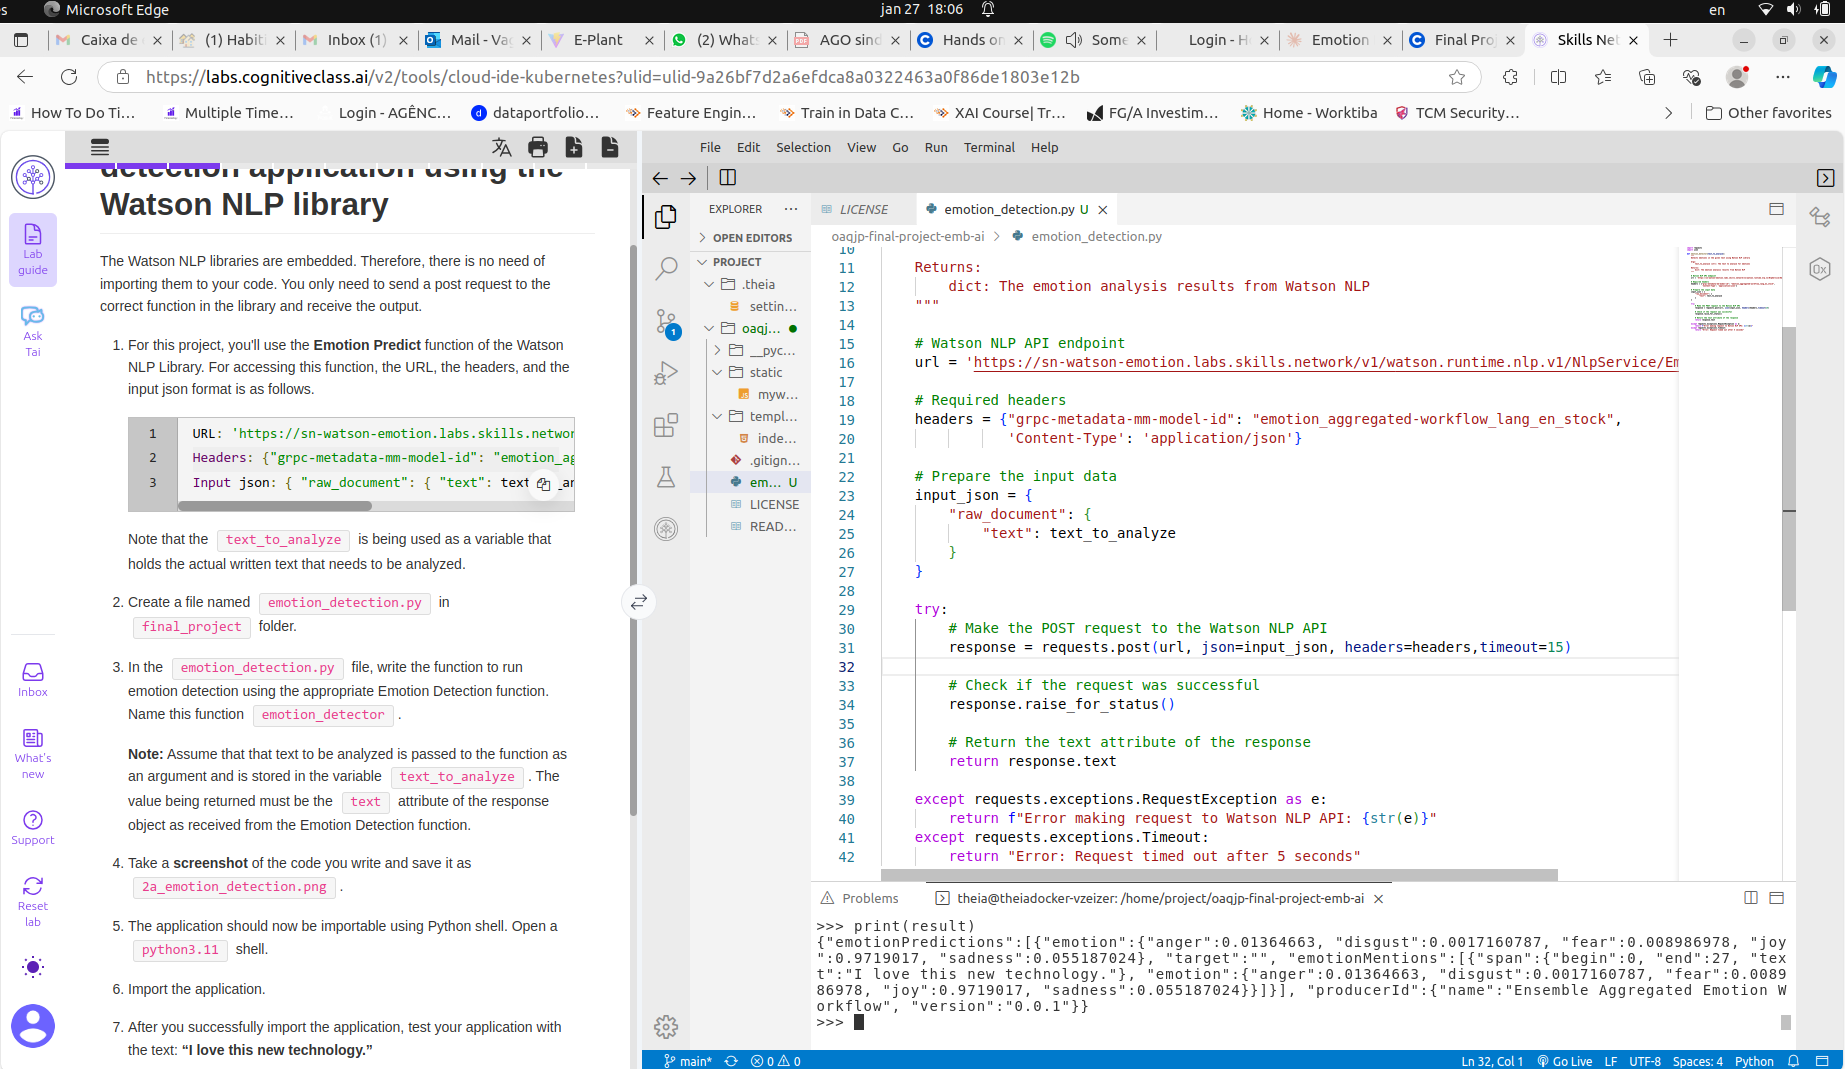 Microsoft Edge
jan 27 18:06
en
Caixa de
(1) Habit
Inbox (1)
Mail - Va
E-Plant
(2) What
AGO sind
Hands on
Some
Login - H
Emotion
Final Proj
Skills Net
https://labs.cognitiveclass.ai/v2/tools/cloud-ide-kubernetes?ulid=ulid-9a26bf7d2a6efdca8a0322463a0f86de1803e12b
How To Do Ti...
Multiple Time...
Login - AGÊNC...
dataportfolio...
Feature Engin...
Train in Data C...
XAI Course| Tr...
FG/A Investim...
Home - Worktiba
TCM Security...
Other favorites
Lab guide
Ask Tai
Inbox
What's new
Support
Reset lab
detection application using the
Watson NLP library
The Watson NLP libraries are embedded. Therefore, there is no need of
importing them to your code. You only need to send a post request to the
correct function in the library and receive the output.
1. For this project, you'll use the Emotion Predict function of the Watson
NLP Library. For accessing this function, the URL, the headers, and the
input json format is as follows.
1 URL: 'https://sn-watson-emotion.labs.skills.networ
2 Headers: {"grpc-metadata-mm-model-id": "emotion_ag
3 Input json: { "raw_document": { "text": text_an
Note that the text_to_analyze is being used as a variable that
holds the actual written text that needs to be analyzed.
2. Create a file named emotion_detection.py in
final_project folder.
3. In the emotion_detection.py file, write the function to run
emotion detection using the appropriate Emotion Detection function.
Name this function emotion_detector .
Note: Assume that that text to be analyzed is passed to the function as
an argument and is stored in the variable text_to_analyze . The
value being returned must be the text attribute of the response
object as received from the Emotion Detection function.
4. Take a screenshot of the code you write and save it as
2a_emotion_detection.png .
5. The application should now be importable using Python shell. Open a
python3.11 shell.
6. Import the application.
7. After you successfully import the application, test your application with
the text: “I love this new technology.”
File Edit Selection View Go Run Terminal Help
EXPLORER ...
OPEN EDITORS
PROJECT
.theia
settin...
oaqj...
__pyc...
static
myw...
templ...
inde...
.gitign...
em... U
LICENSE
READ...
1
LICENSE
emotion_detection.py U
oaqjp-final-project-emb-ai > emotion_detection.py
10
11 Returns:
12 dict: The emotion analysis results from Watson NLP
13 """
14
15 # Watson NLP API endpoint
16 url = 'https://sn-watson-emotion.labs.skills.network/v1/watson.runtime.nlp.v1/NlpService/Em
17
18 # Required headers
19 headers = {"grpc-metadata-mm-model-id": "emotion_aggregated-workflow_lang_en_stock",
20 'Content-Type': 'application/json'}
21
22 # Prepare the input data
23 input_json = {
24 "raw_document": {
25 "text": text_to_analyze
26 }
27 }
28
29 try:
30 # Make the POST request to the Watson NLP API
31 response = requests.post(url, json=input_json, headers=headers,timeout=15)
32
33 # Check if the request was successful
34 response.raise_for_status()
35
36 # Return the text attribute of the response
37 return response.text
38
39 except requests.exceptions.RequestException as e:
40 return f"Error making request to Watson NLP API: {str(e)}"
41 except requests.exceptions.Timeout:
42 return "Error: Request timed out after 5 seconds"
Problems
theia@theiadocker-vzeizer: /home/project/oaqjp-final-project-emb-ai
>>> print(result)
{"emotionPredictions":[{"emotion":{"anger":0.01364663, "disgust":0.0017160787, "fear":0.008986978, "joy
":0.9719017, "sadness":0.055187024}, "target":"", "emotionMentions":[{"span":{"begin":0, "end":27, "tex
t":"I love this new technology."}, "emotion":{"anger":0.01364663, "disgust":0.0017160787, "fear":0.0089
86978, "joy":0.9719017, "sadness":0.055187024}}]}], "producerId":{"name":"Ensemble Aggregated Emotion W
orkflow", "version":"0.0.1"}}
>>>
main* 0 0
Ln 32, Col 1 Go Live LF UTF-8 Spaces: 4 Python